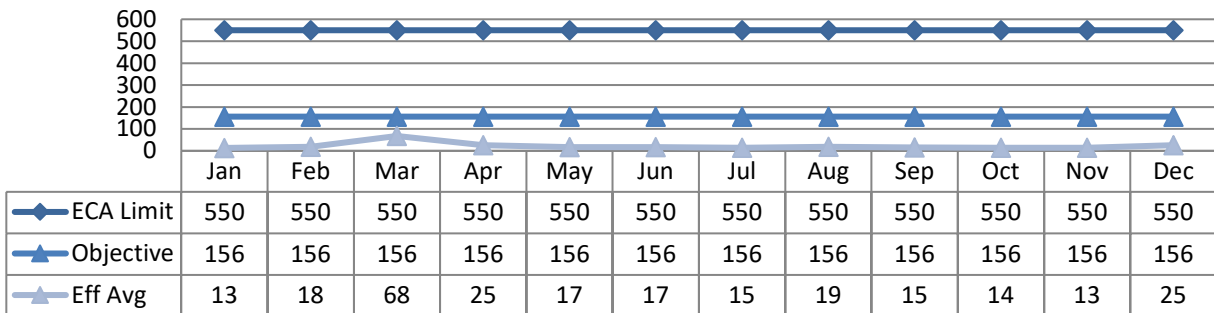 600
500
400
300
200
100
0
Jan Feb Mar Apr May Jun Jul Aug Sep Oct Nov Dec
ECA Limit 550 550 550 550 550 550 550 550 550 550 550 550
Objective 156 156 156 156 156 156 156 156 156 156 156 156
Eff Avg 13 18 68 25 17 17 15 19 15 14 13 25